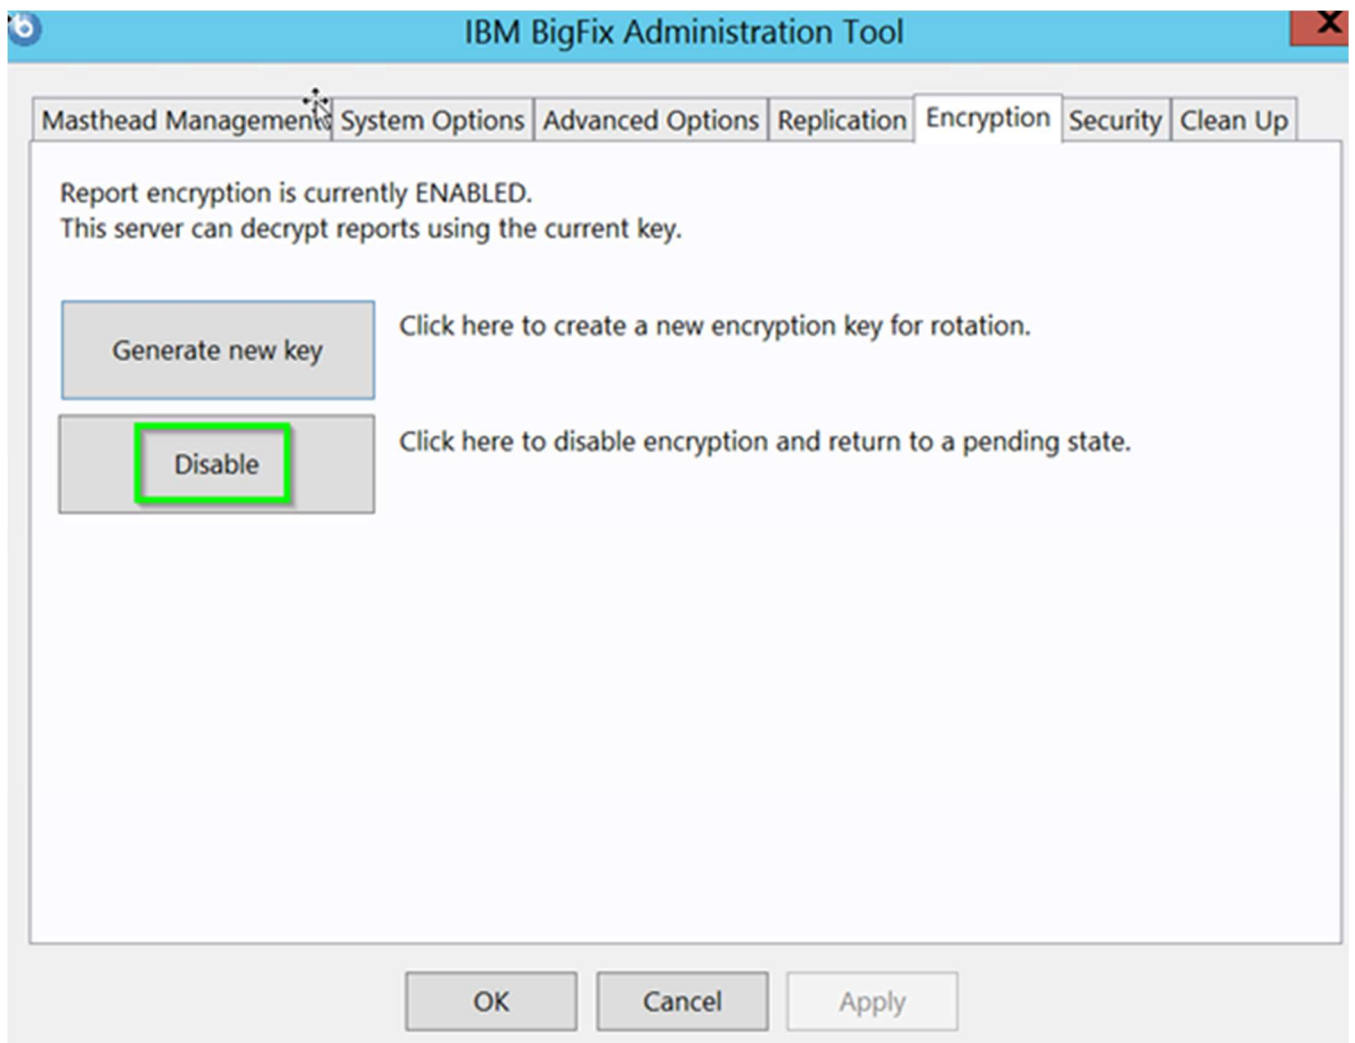 IBM BigFix Administration Tool
X
Masthead Management System Options Advanced Options Replication Encryption Security Clean Up
Report encryption is currently ENABLED.
This server can decrypt reports using the current key.
Generate new key
Click here to create a new encryption key for rotation.
Disable
Click here to disable encryption and return to a pending state.
OK Cancel Apply